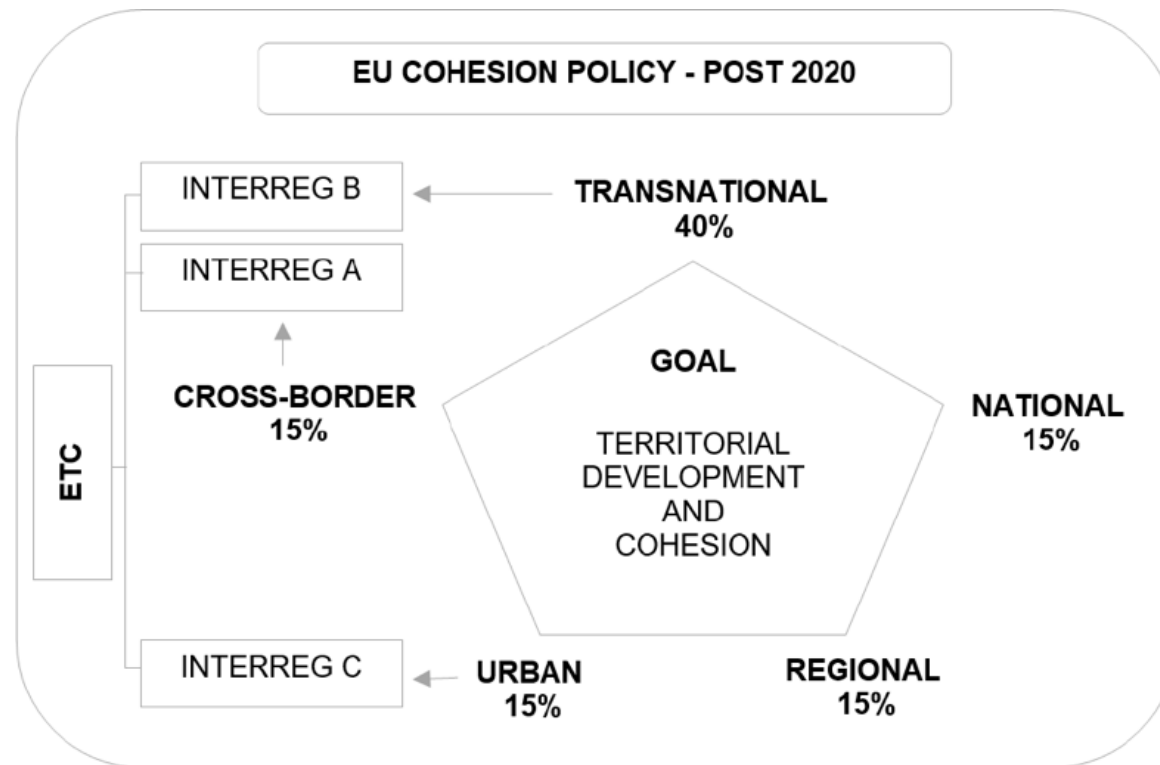 EU COHESION POLICY - POST 2020
INTERREG B
TRANSNATIONAL
40%
INTERREG A
GOAL
CROSS-BORDER
15%
NATIONAL
15%
TERRITORIAL
DEVELOPMENT
AND
COHESION
ETC
INTERREG C
URBAN
15%
REGIONAL
15%